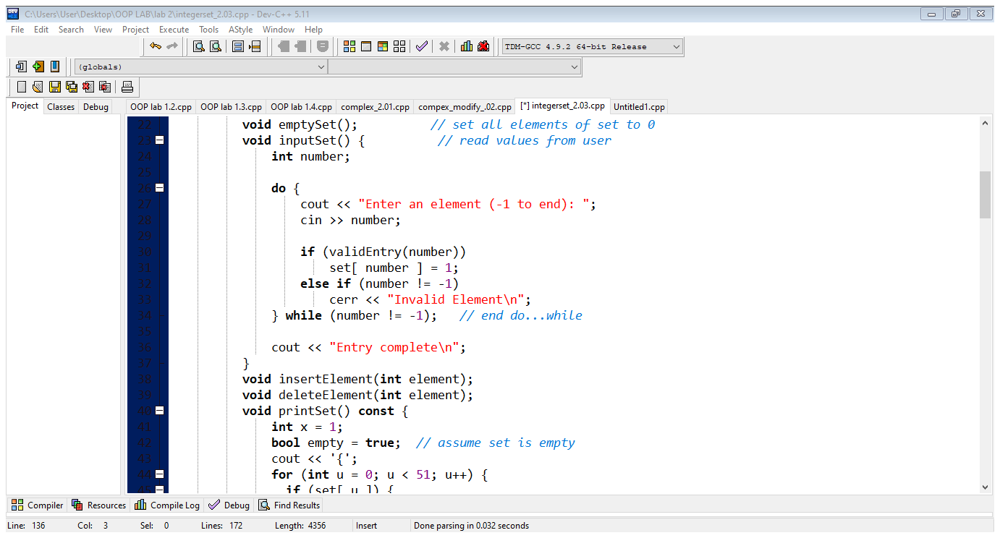 C:\Users\User\Desktop\OOP LAB\lab 2\integerset_2.03.cpp - Dev-C++ 5.11
File Edit Search View Project Execute Tools AStyle Window Help
TDM-GCC 4.9.2 64-bit Release
(globals)
Project Classes Debug OOP lab 1.2.cpp OOP lab 1.3.cpp OOP lab 1.4.cpp complex_2.01.cpp compex_modify_.02.cpp [*] integerset_2.03.cpp Untitled1.cpp
22 void emptySet(); // set all elements of set to 0
23 void inputSet() { // read values from user
24 int number;
25
26 do {
27 cout << "Enter an element (-1 to end): ";
28 cin >> number;
29
30 if (validEntry(number))
31 set[ number ] = 1;
32 else if (number != -1)
33 cerr << "Invalid Element\n";
34 } while (number != -1); // end do...while
35
36 cout << "Entry complete\n";
37 }
38 void insertElement(int element);
39 void deleteElement(int element);
40 void printSet() const {
41 int x = 1;
42 bool empty = true; // assume set is empty
43 cout << '{';
44 for (int u = 0; u < 51; u++) {
45 if (set[ u ]) {
Compiler Resources Compile Log Debug Find Results
Line: 136 Col: 3 Sel: 0 Lines: 172 Length: 4356 Insert Done parsing in 0.032 seconds